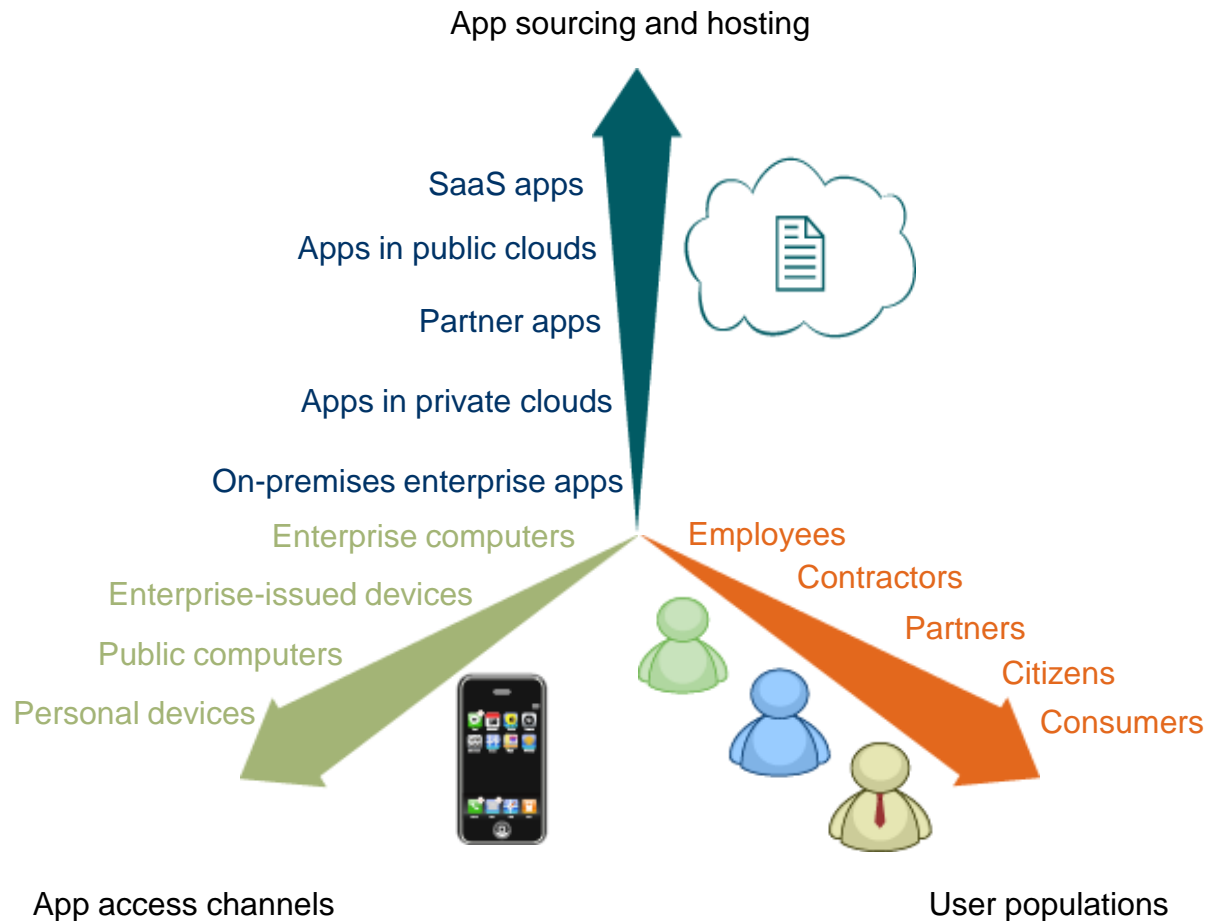 App sourcing and hosting
SaaS apps
Apps in public clouds
Partner apps
Apps in private clouds
On-premises enterprise apps
Enterprise computers
Enterprise-issued devices
Public computers
Personal devices
Employees
Contractors
Partners
Citizens
Consumers
App access channels
User populations